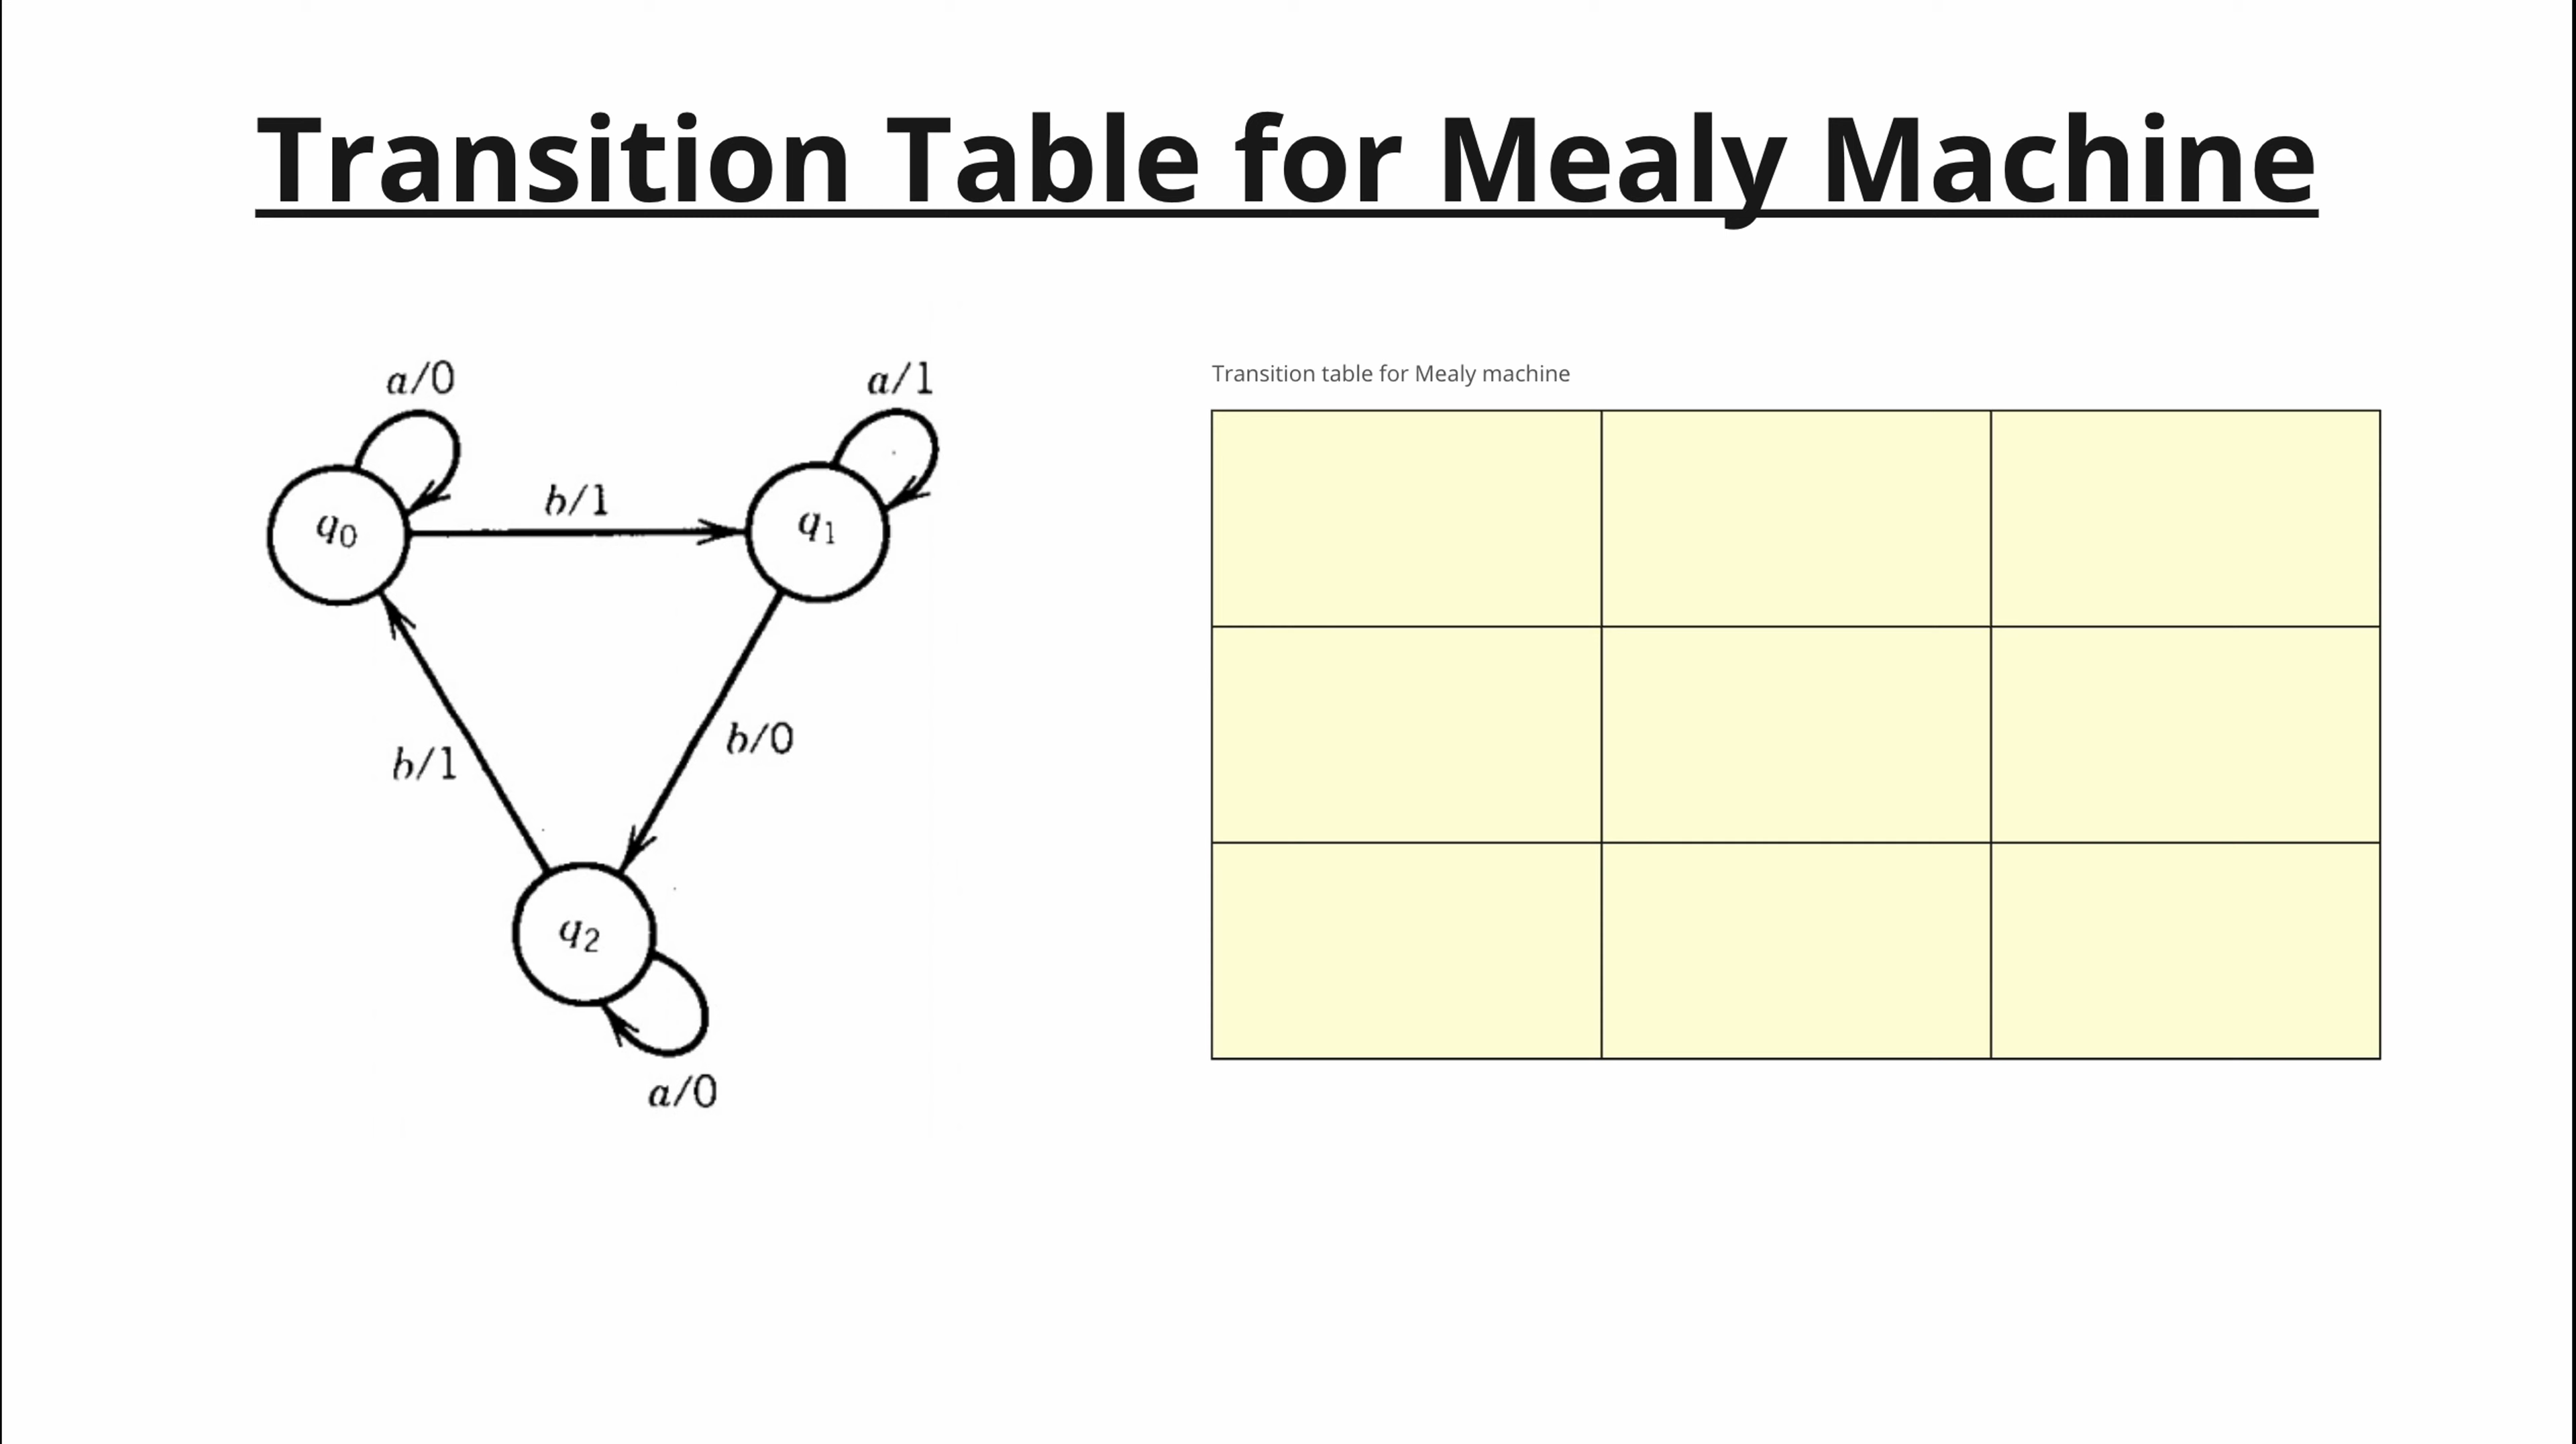 Transition Table for Mealy Machine
a/0
a/1
Transition table for Mealy machine
b/1
q0
q1
b/1
b/0
q2
a/0